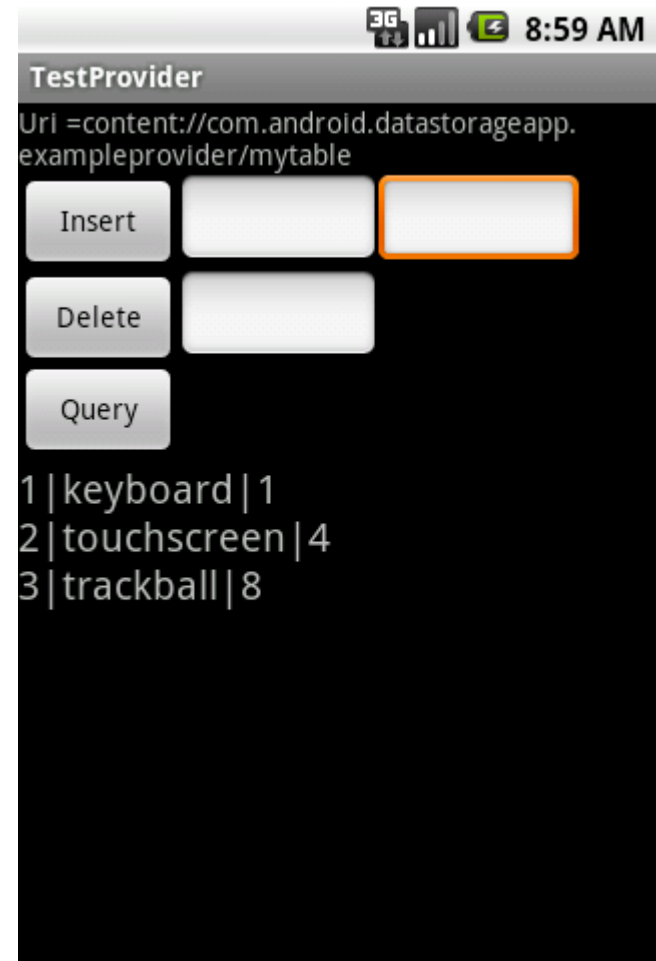 3G 8:59 AM
TestProvider
Uri =content://com.android.datastorageapp.
exampleprovider/mytable
Insert
Delete
Query
1|keyboard|1
2|touchscreen|4
3|trackball|8